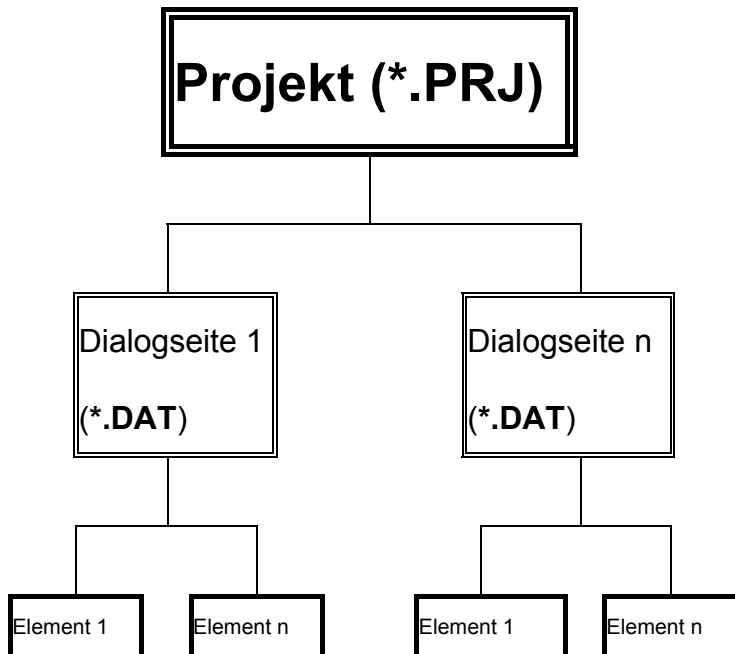 Projekt (*.PRJ)
Dialogseite 1
(*.DAT)
Dialogseite n
(*.DAT)
Element 1
Element n
Element 1
Element n